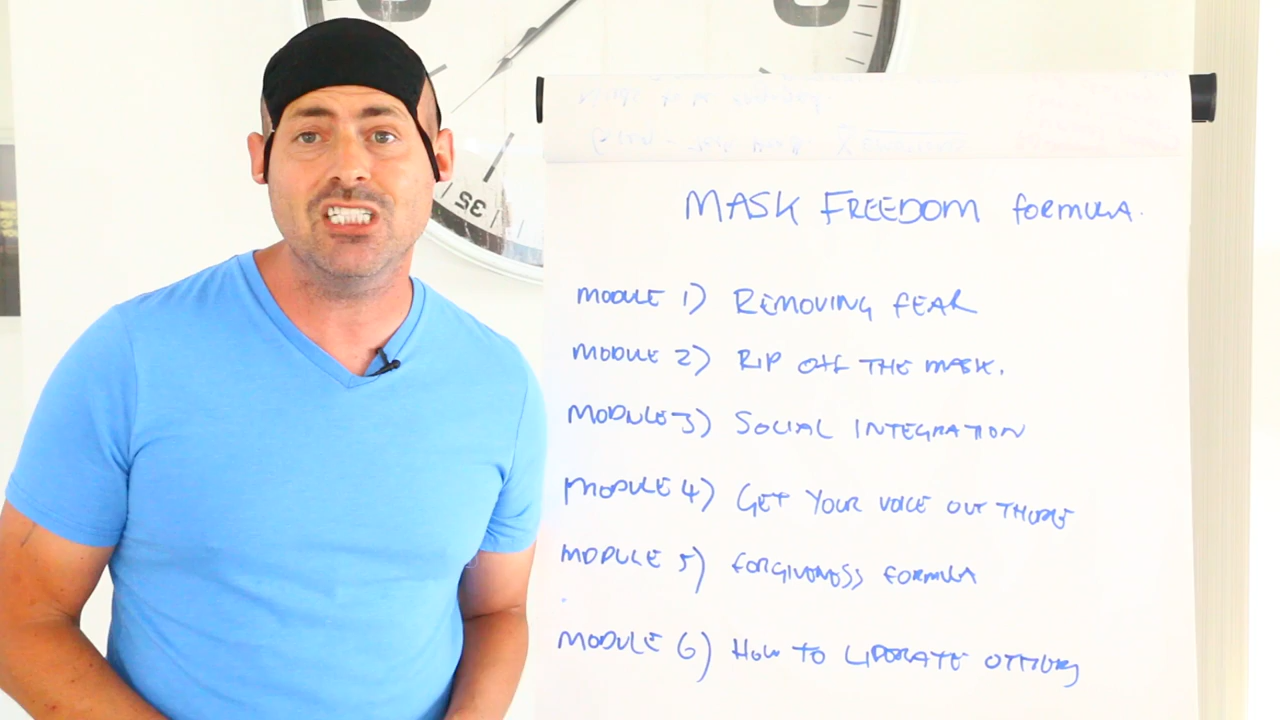 35
MASK FREEDOM FORMULA.
MODULE 1) REMOVING FEAR
MODULE 2) RIP OFF THE MASK.
MODULE 3) SOCIAL INTEGRATION
MODULE 4) GET YOUR VOICE OUT THERE
MODULE 5) FORGIVENESS FORMULA
MODULE 6) HOW TO LIBERATE OTHERS